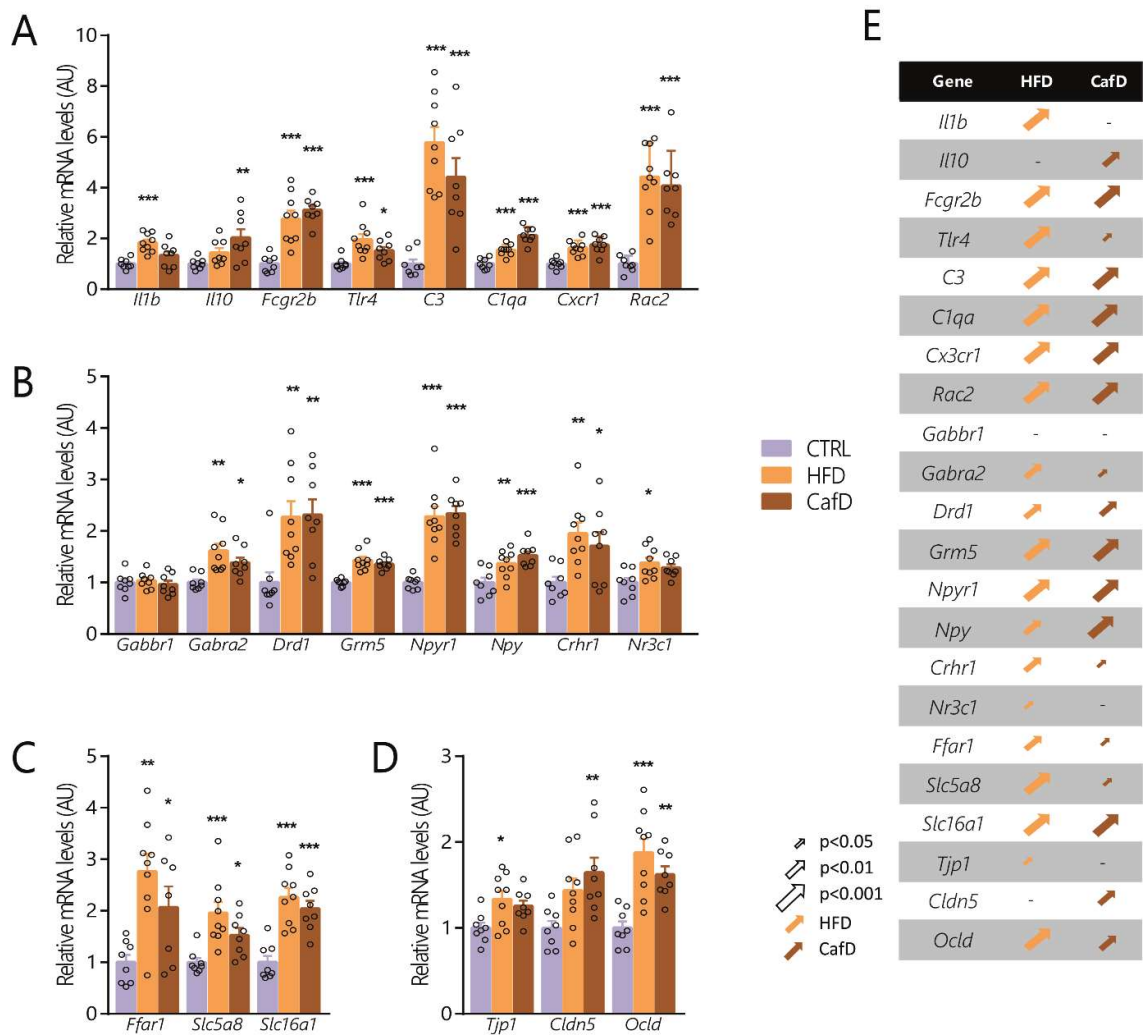 A
Relative mRNA levels (AU)
10
8
6
4
2
0
*** ** *** *** *** * *** *** *** *** *** *** *** ***
Il1b Il10 Fcgr2b Tlr4 C3 C1qa Cxcr1 Rac2
B
Relative mRNA levels (AU)
5
4
3
2
1
0
** * ** ** *** *** *** *** ** *** ** * *
Gabbr1 Gabra2 Drd1 Grm5 Npyr1 Npy Crhr1 Nr3c1
CTRL
HFD
CafD
C
Relative mRNA levels (AU)
5
4
3
2
1
0
** * *** * *** ***
Ffar1 Slc5a8 Slc16a1
D
Relative mRNA levels (AU)
3
2
1
0
* ** *** **
Tjp1 Cldn5 Ocld
p<0.05
p<0.01
p<0.001
HFD
CafD
E
Gene HFD CafD
Il1b -
Il10 -
Fcgr2b
Tlr4
C3
C1qa
Cx3cr1
Rac2
Gabbr1 - -
Gabra2
Drd1
Grm5
Npyr1
Npy
Crhr1
Nr3c1 -
Ffar1
Slc5a8
Slc16a1
Tjp1 -
Cldn5 -
Ocld